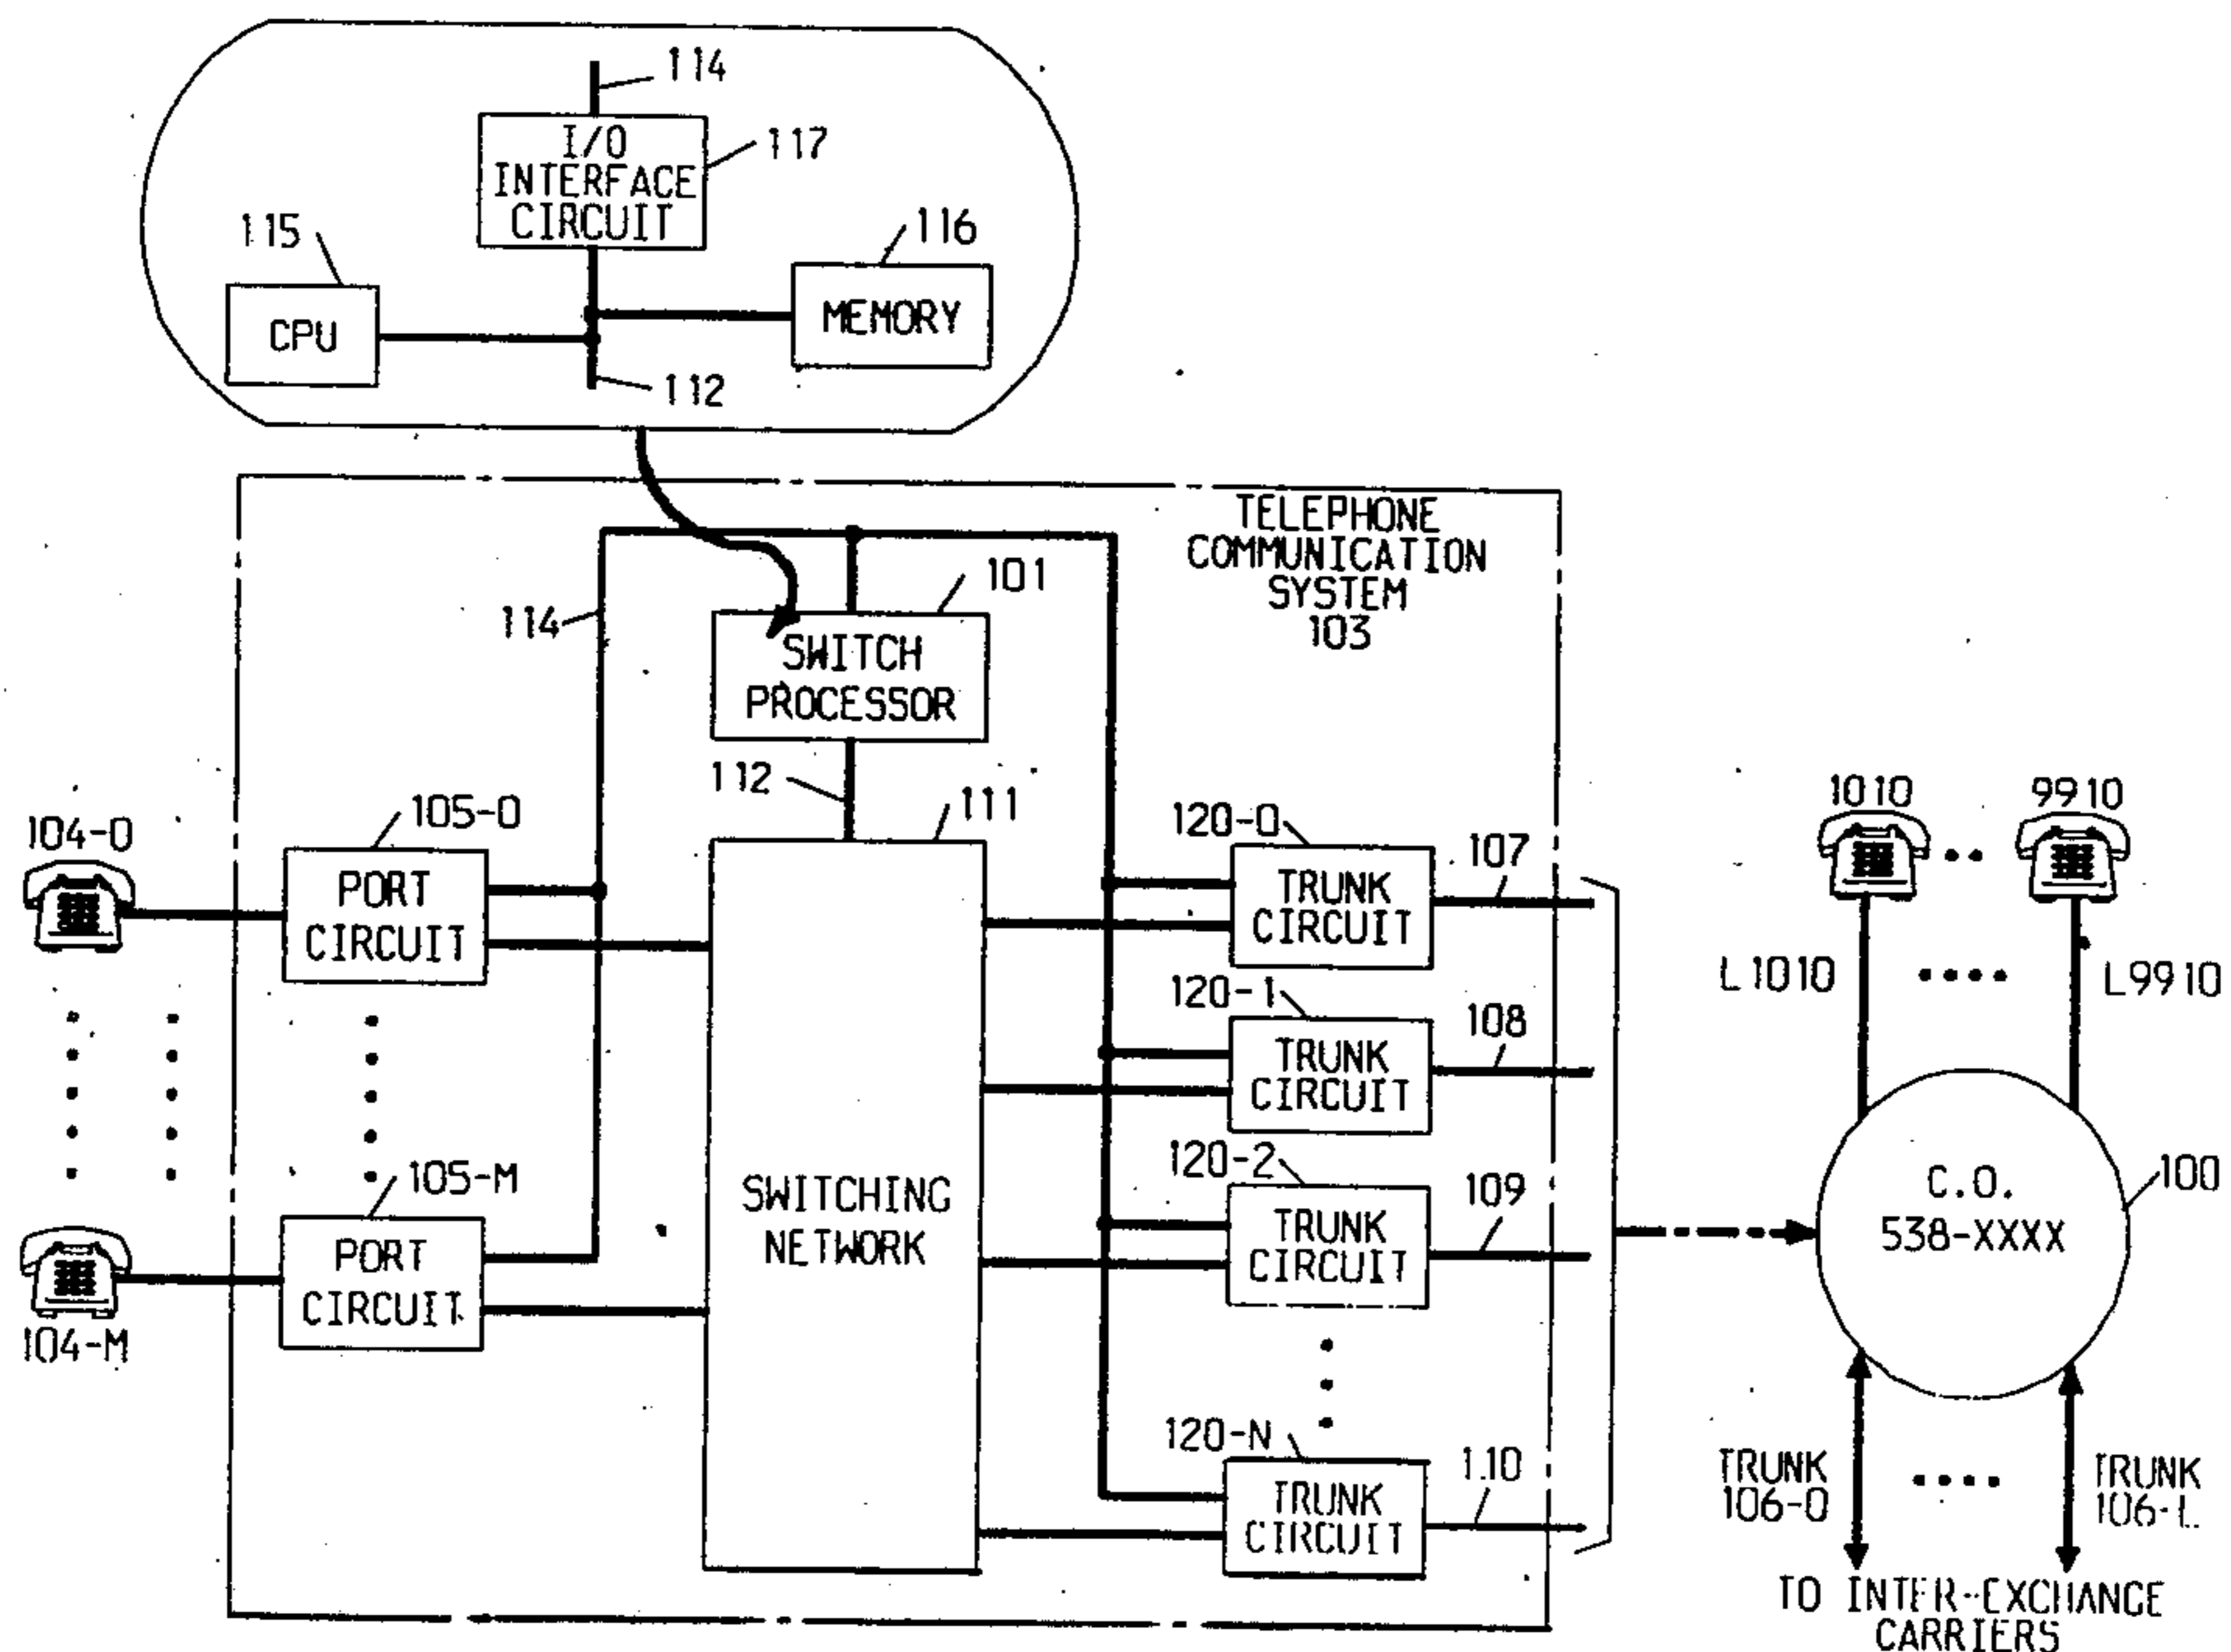 114
I/O
INTERFACE
CIRCUIT
117
115
116
CPU
MEMORY
112
TELEPHONE
COMMUNICATION
SYSTEM
103
101
114
SWITCH
PROCESSOR
112
111
104-0
105-0
PORT
CIRCUIT
120-0
107
TRUNK
CIRCUIT
120-1
108
TRUNK
CIRCUIT
120-2
109
TRUNK
CIRCUIT
105-M
PORT
CIRCUIT
104-M
SWITCHING
NETWORK
120-N
110
TRUNK
CIRCUIT
1010
9910
L1010
L9910
C.O.
538-XXXX
100
TRUNK
106-0
TRUNK
106-L
TO INTER-EXCHANGE
CARRIERS